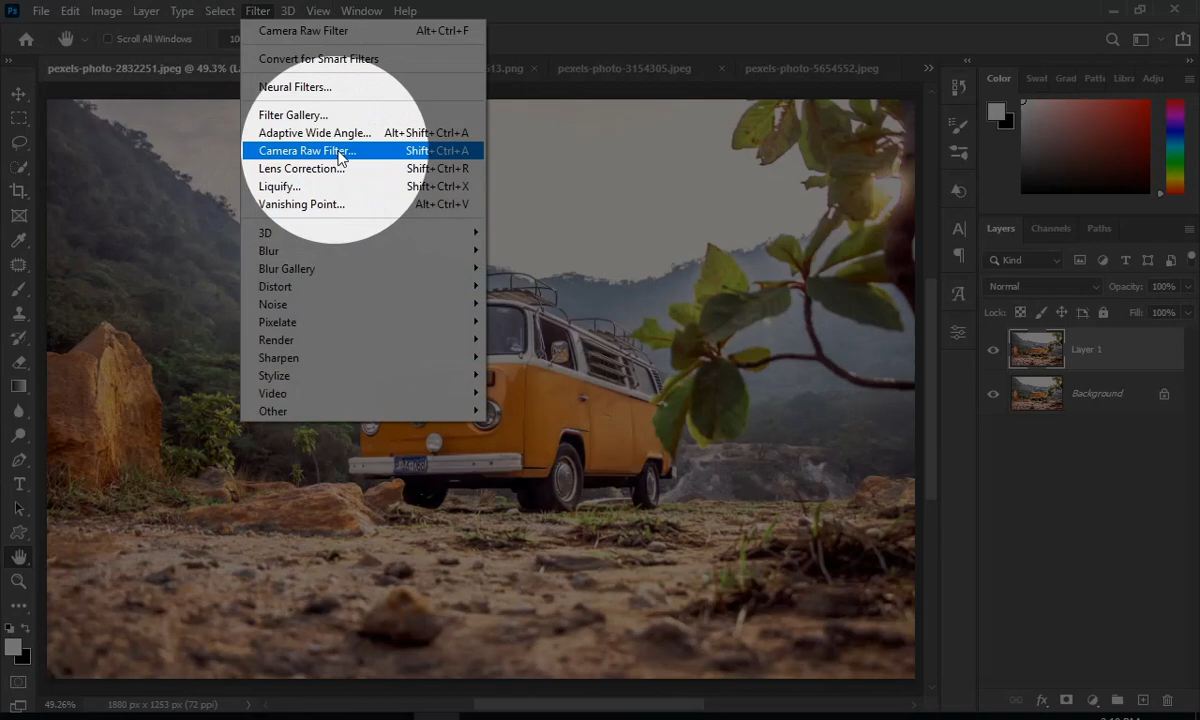 Ps File Edit Image Layer Type Select Filter 3D View Window Help
Scroll All Windows 10
pexels-photo-2832251.jpeg @ 49.3% (L 613.png pexels-photo-3154305.jpeg pexels-photo-5654552.jpeg
Camera Raw Filter Alt+Ctrl+F
Convert for Smart Filters
Neural Filters...
Filter Gallery...
Adaptive Wide Angle... Alt+Shift+Ctrl+A
Camera Raw Filter... Shift+Ctrl+A
Lens Correction... Shift+Ctrl+R
Liquify... Shift+Ctrl+X
Vanishing Point... Alt+Ctrl+V
3D
Blur
Blur Gallery
Distort
Noise
Pixelate
Render
Sharpen
Stylize
Video
Other
Color Swat Grad Path Libra Adju
Layers Channels Paths
Kind
Normal Opacity: 100%
Lock: Fill: 100%
Layer 1
Background
49.26% 1880 px x 1253 px (72 ppi)